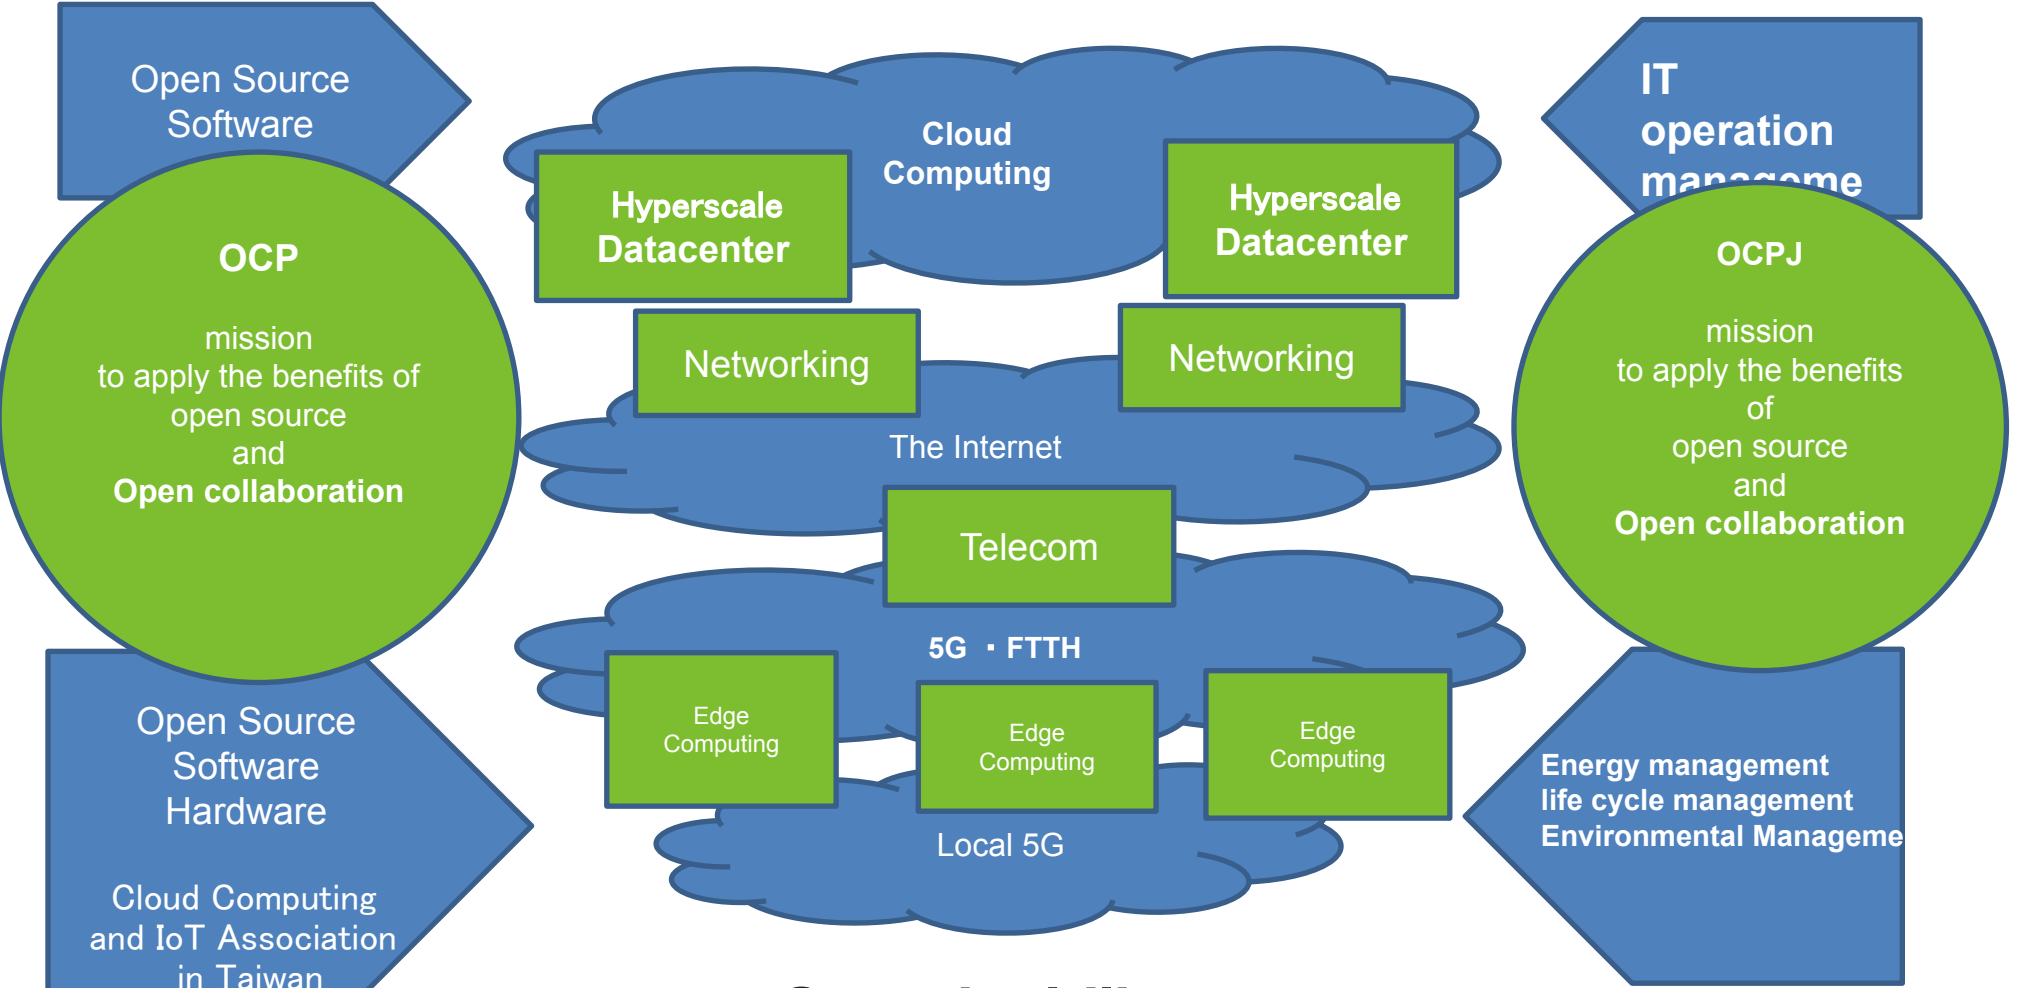 Open Source
Software
OCP
mission
to apply the benefits of
open source
and
Open collaboration
Open Source
Software
Hardware
Cloud Computing
and IoT Association
in Taiwan
Cloud
Computing
Hyperscale
Datacenter
Hyperscale
Datacenter
Networking
Networking
The Internet
Telecom
5G ・FTTH
Edge
Computing
Edge
Computing
Edge
Computing
Local 5G
IT
operation
manageme
OCPJ
mission
to apply the benefits
of
open source
and
Open collaboration
Energy management
life cycle management
Environmental Manageme